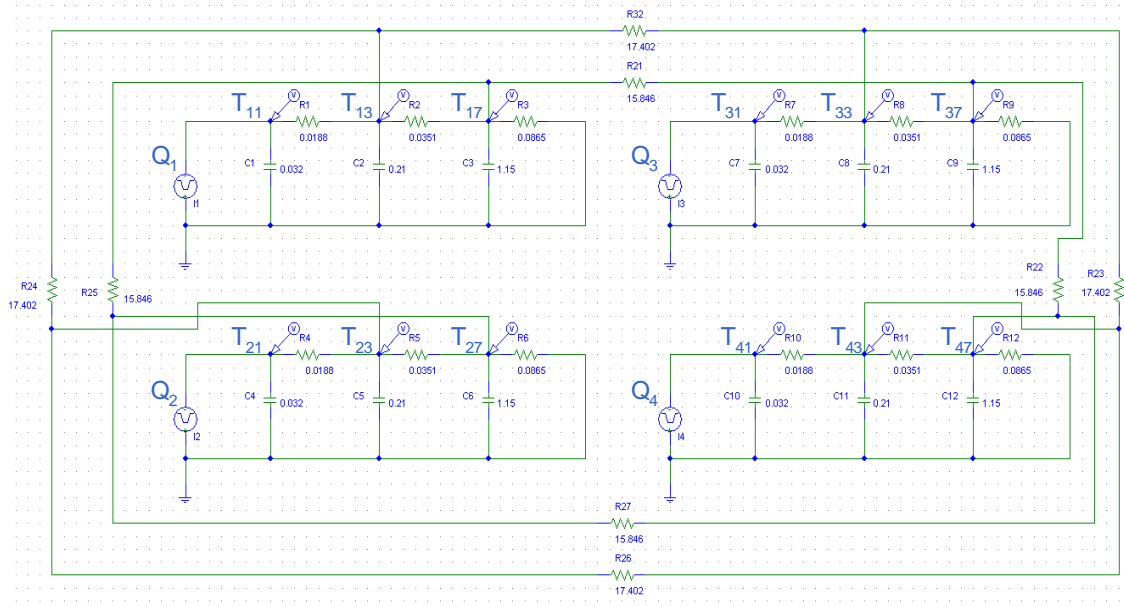 R32
17.402
R21
15.846
T11 V R1 T13 V R2 T17 V R3
0.0188 0.0351 0.0865
T31 V R7 T33 V R8 T37 V R9
0.0188 0.0351 0.0865
Q1 C1 0.032 C2 0.21 C3 1.15
I1
Q3 C7 0.032 C8 0.21 C9 1.15
I3
R24
17.402
R25
15.846
R22
15.846
R23
17.402
T21 V R4 T23 V R5 T27 V R6
0.0188 0.0351 0.0865
T41 V R10 T43 V R11 T47 V R12
0.0188 0.0351 0.0865
Q2 C4 0.032 C5 0.21 C6 1.15
I2
Q4 C10 0.032 C11 0.21 C12 1.15
I4
R27
15.846
R26
17.402